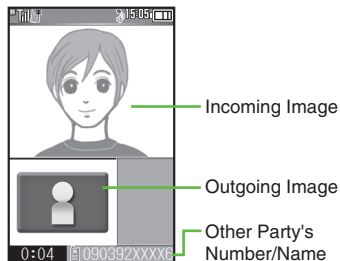 15:05
Incoming Image
Outgoing Image
Other Party's
Number/Name
0:04 090392XXXX6